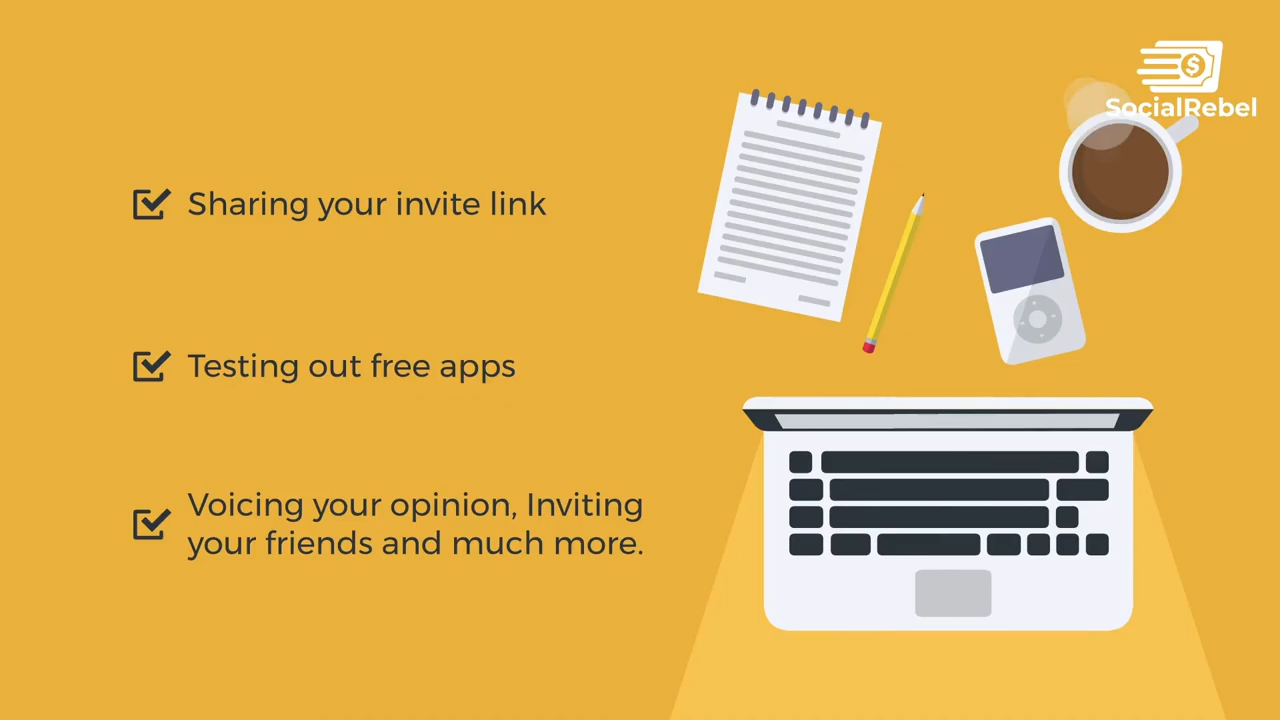 SocialRebel
Sharing your invite link
Testing out free apps
Voicing your opinion, Inviting
your friends and much more.